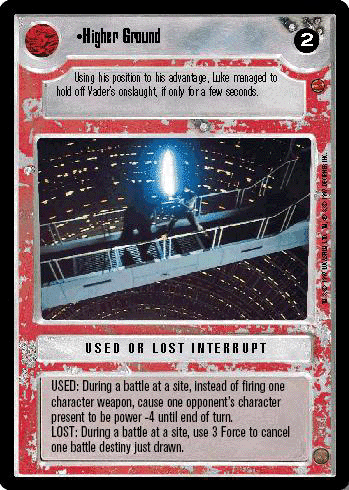 •Higher Ground
2
Using his position to his advantage, Luke managed to
hold off Vader's onslaught, if only for a few seconds.
USED OR LOST INTERRUPT
USED: During a battle at a site, instead of firing one
character weapon, cause one opponent's character
present to be power -4 until end of turn.
LOST: During a battle at a site, use 3 Force to cancel
one battle destiny just drawn.